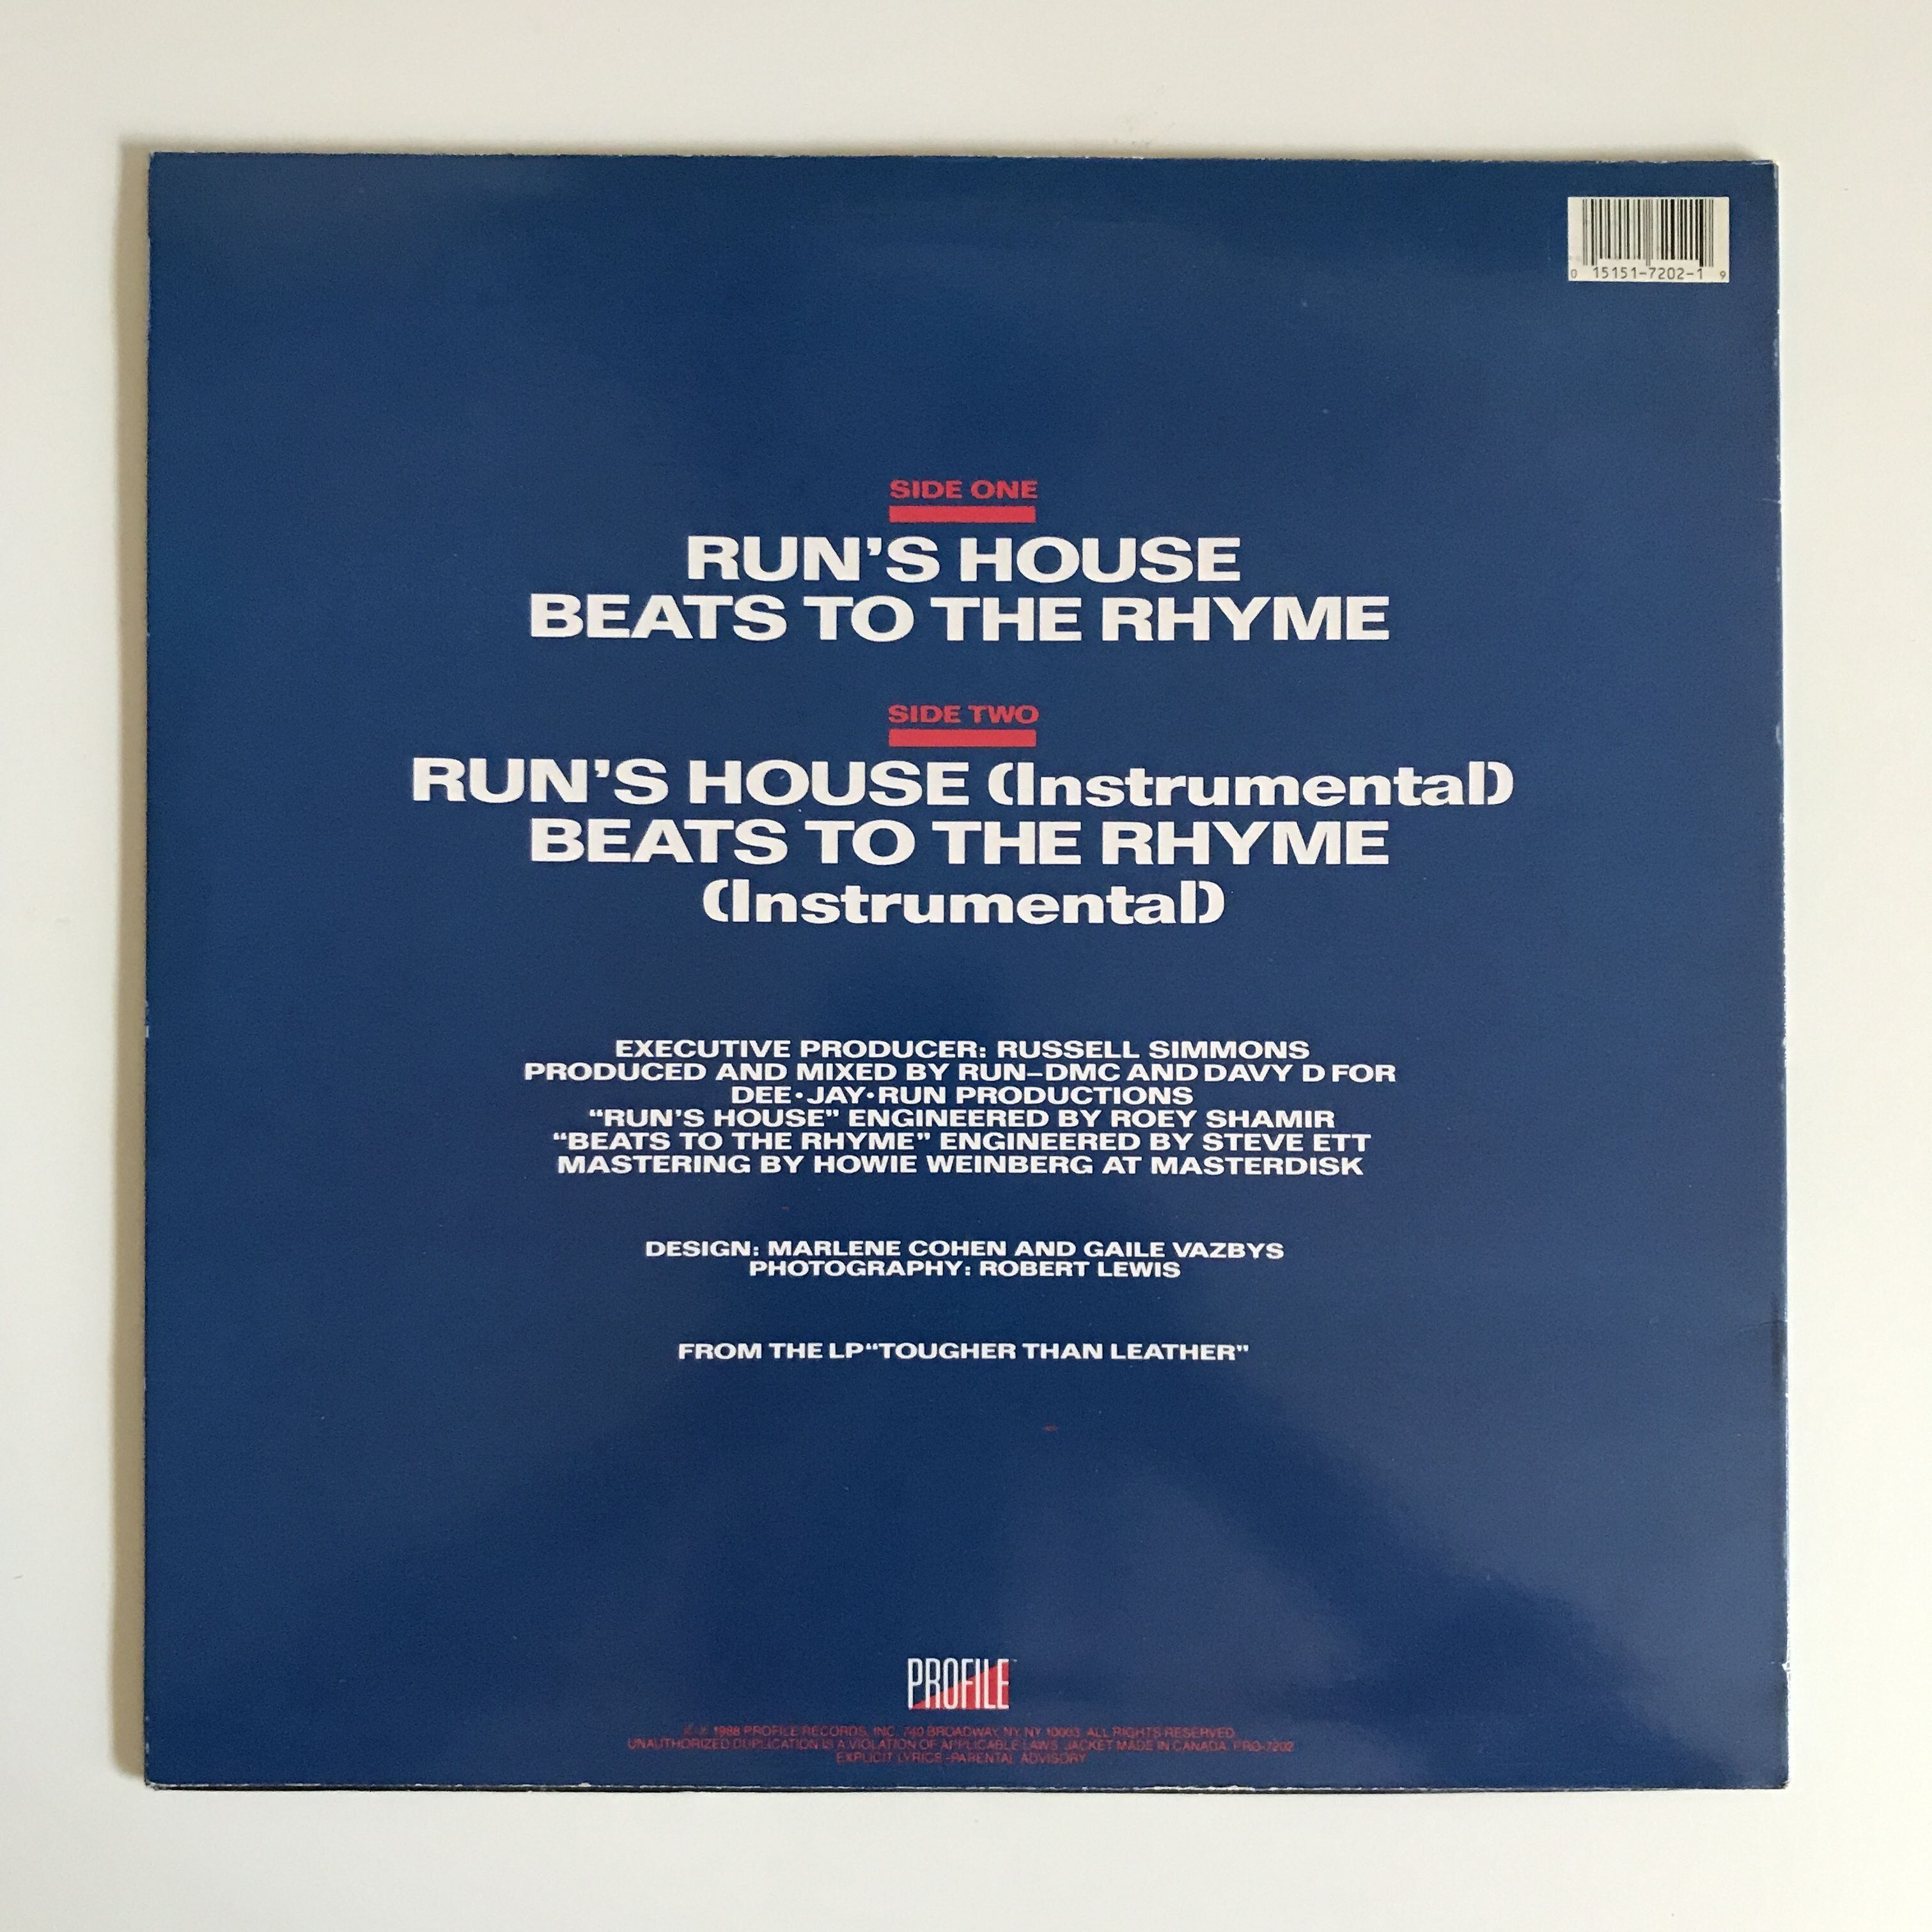 0 15151-7202-1 9
SIDE ONE
RUN'S HOUSE
BEATS TO THE RHYME
SIDE TWO
RUN'S HOUSE (Instrumental)
BEATS TO THE RHYME
(Instrumental)
EXECUTIVE PRODUCER: RUSSELL SIMMONS
PRODUCED AND MIXED BY RUN–DMC AND DAVY D FOR
DEE•JAY•RUN PRODUCTIONS
“RUN'S HOUSE” ENGINEERED BY ROEY SHAMIR
“BEATS TO THE RHYME” ENGINEERED BY STEVE ETT
MASTERING BY HOWIE WEINBERG AT MASTERDISK
DESIGN: MARLENE COHEN AND GAILE VAZBYS
PHOTOGRAPHY: ROBERT LEWIS
FROM THE LP “TOUGHER THAN LEATHER”
PROFILE
1988 PROFILE RECORDS, INC. 740 BROADWAY, NY, NY 10003. ALL RIGHTS RESERVED.
UNAUTHORIZED DUPLICATION IS A VIOLATION OF APPLICABLE LAWS. JACKET MADE IN CANADA. PRO-7202
EXPLICIT LYRICS-PARENTAL ADVISORY